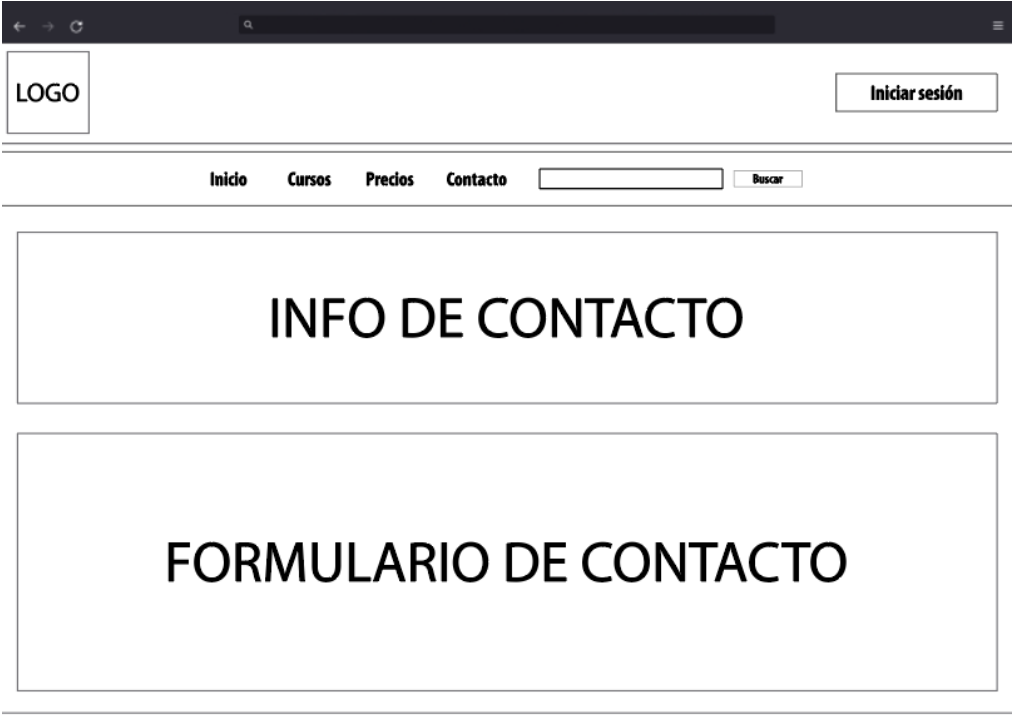 LOGO
Iniciar sesión
Inicio Cursos Precios Contacto Buscar
INFO DE CONTACTO
FORMULARIO DE CONTACTO